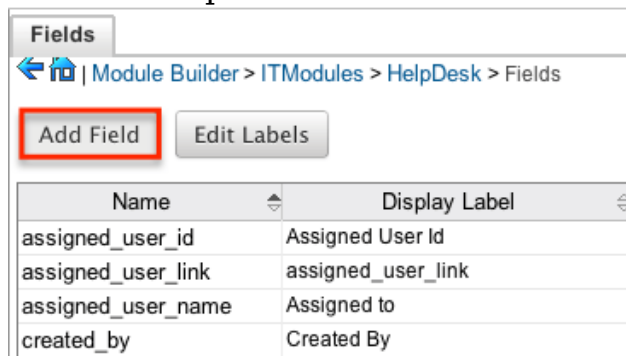 Fields
| Module Builder > ITModules > HelpDesk > Fields
Add Field Edit Labels
Name Display Label
assigned_user_id Assigned User Id
assigned_user_link assigned_user_link
assigned_user_name Assigned to
created_by Created By